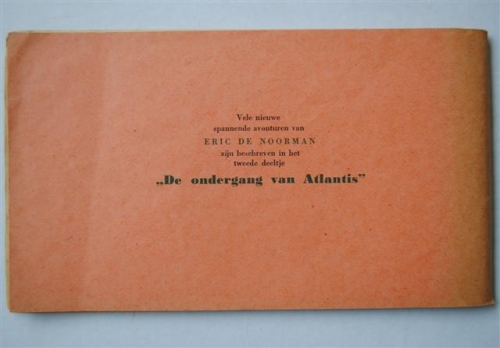 Vele nieuwe
spannende avonturen van
ERIC DE NOORMAN
zijn beschreven in het
tweede deeltje
„De ondergang van Atlantis”